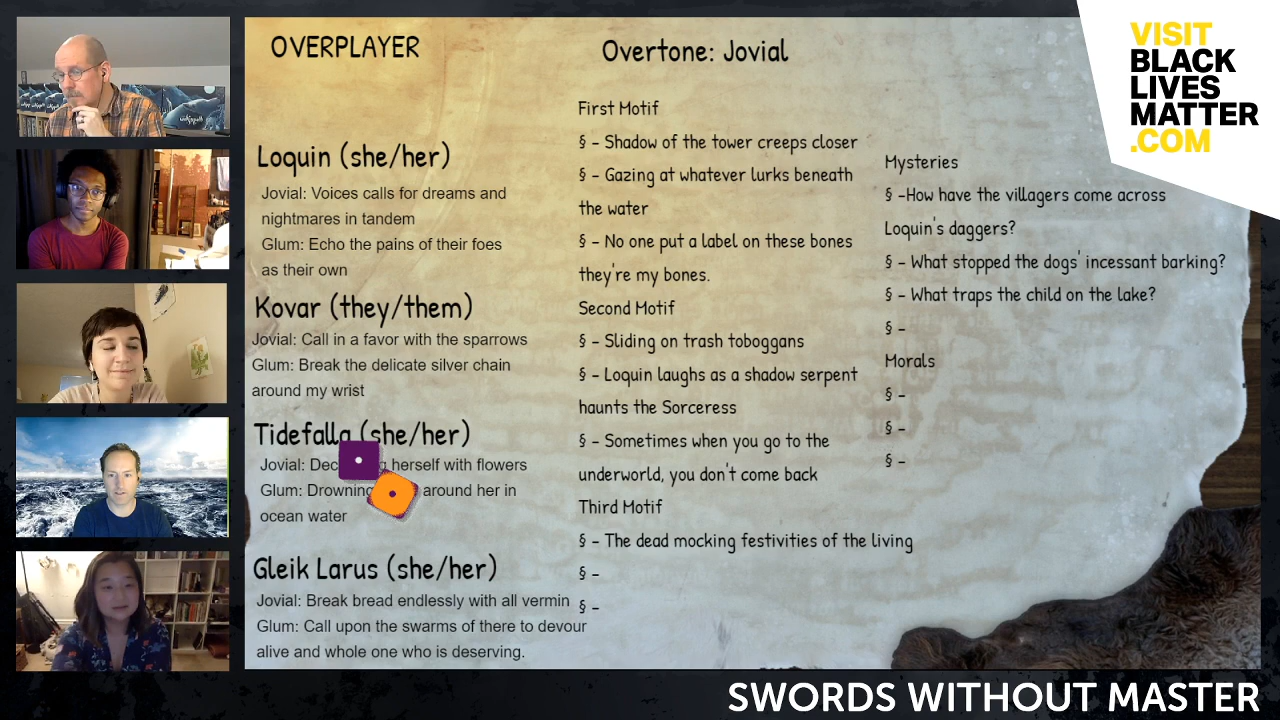 VISIT
BLACK
LIVES
MATTER
.COM
OVERPLAYER
Overtone: Jovial
Loquin (she/her)
Jovial: Voices calls for dreams and
nightmares in tandem
Glum: Echo the pains of their foes
as their own
Kovar (they/them)
Jovial: Call in a favor with the sparrows
Glum: Break the delicate silver chain
around my wrist
Tidefalla (she/her)
Jovial: herself with flowers
Glum: Drowning around her in
ocean water
Gleik Larus (she/her)
Jovial: Break bread endlessly with all vermin
Glum: Call upon the swarms of there to devour
alive and whole one who is deserving.
First Motif
§ - Shadow of the tower creeps closer
§ - Gazing at whatever lurks beneath
the water
§ - No one put a label on these bones
they're my bones.
Second Motif
§ - Sliding on trash toboggans
§ - Loquin laughs as a shadow serpent
haunts the Sorceress
§ - Sometimes when you go to the
underworld, you don't come back
Third Motif
§ - The dead mocking festivities of the living
§ -
§ -
Mysteries
§ -How have the villagers come across
Loquin's daggers?
§ - What stopped the dogs' incessant barking?
§ - What traps the child on the lake?
§ -
Morals
§ -
§ -
§ -
SWORDS WITHOUT MASTER